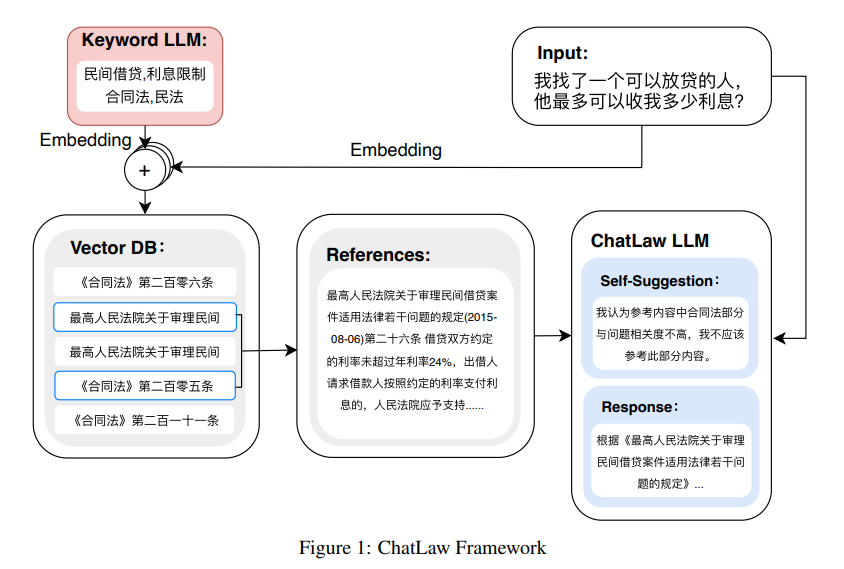 Keyword LLM:
民间借贷,利息限制
合同法,民法
Input:
我找了一个可以放贷的人，
他最多可以收我多少利息？
Embedding
Embedding
+
Vector DB：
《合同法》第二百零六条
最高人民法院关于审理民间
最高人民法院关于审理民间
《合同法》第二百零五条
《合同法》第二百一十一条
References:
最高人民法院关于审理民间借贷案
件适用法律若干问题的规定(2015-
08-06)第二十六条 借贷双方约定
的利率未超过年利率24%，出借人
请求借款人按照约定的利率支付利
息的，人民法院应予支持......
ChatLaw LLM
Self-Suggestion：
我认为参考内容中合同法部分
与问题相关度不高，我不应该
参考此部分内容。
Response：
根据《最高人民法院关于审理
民间借贷案件适用法律若干问
题的规定》...
Figure 1: ChatLaw Framework